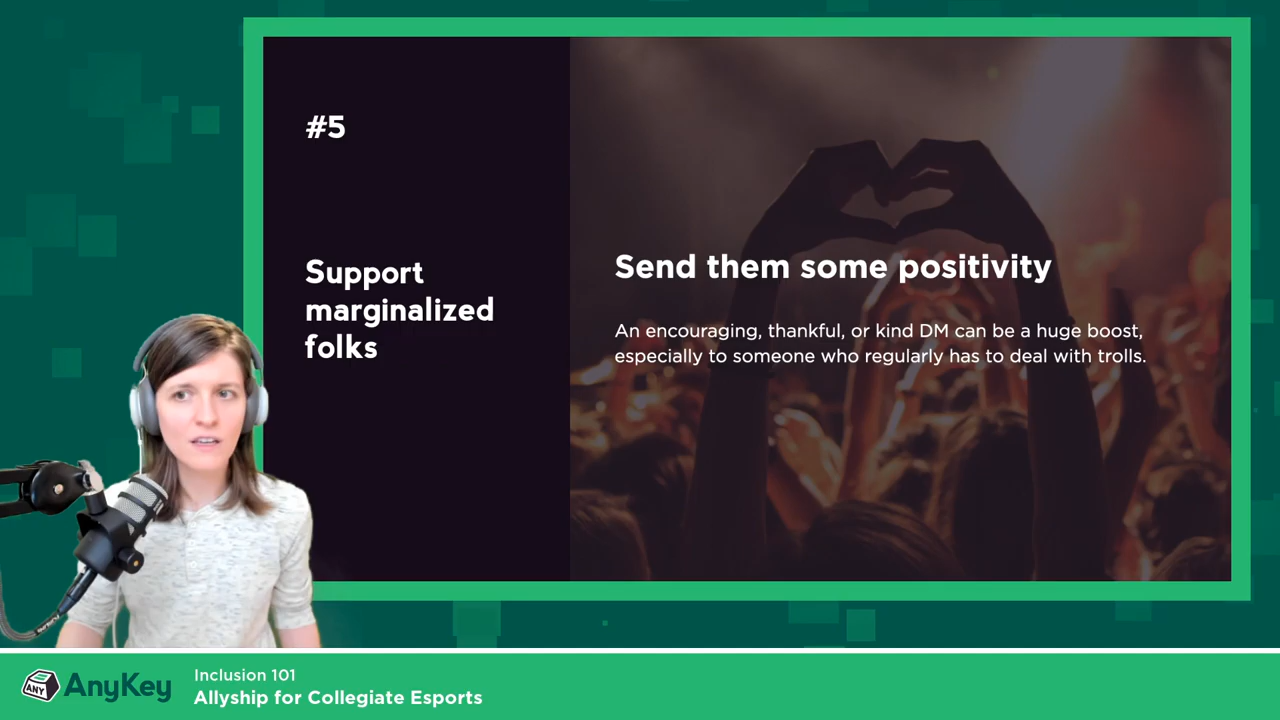 #5
Support
marginalized
folks
Send them some positivity
An encouraging, thankful, or kind DM can be a huge boost,
especially to someone who regularly has to deal with trolls.
ANY
AnyKey
Inclusion 101
Allyship for Collegiate Esports